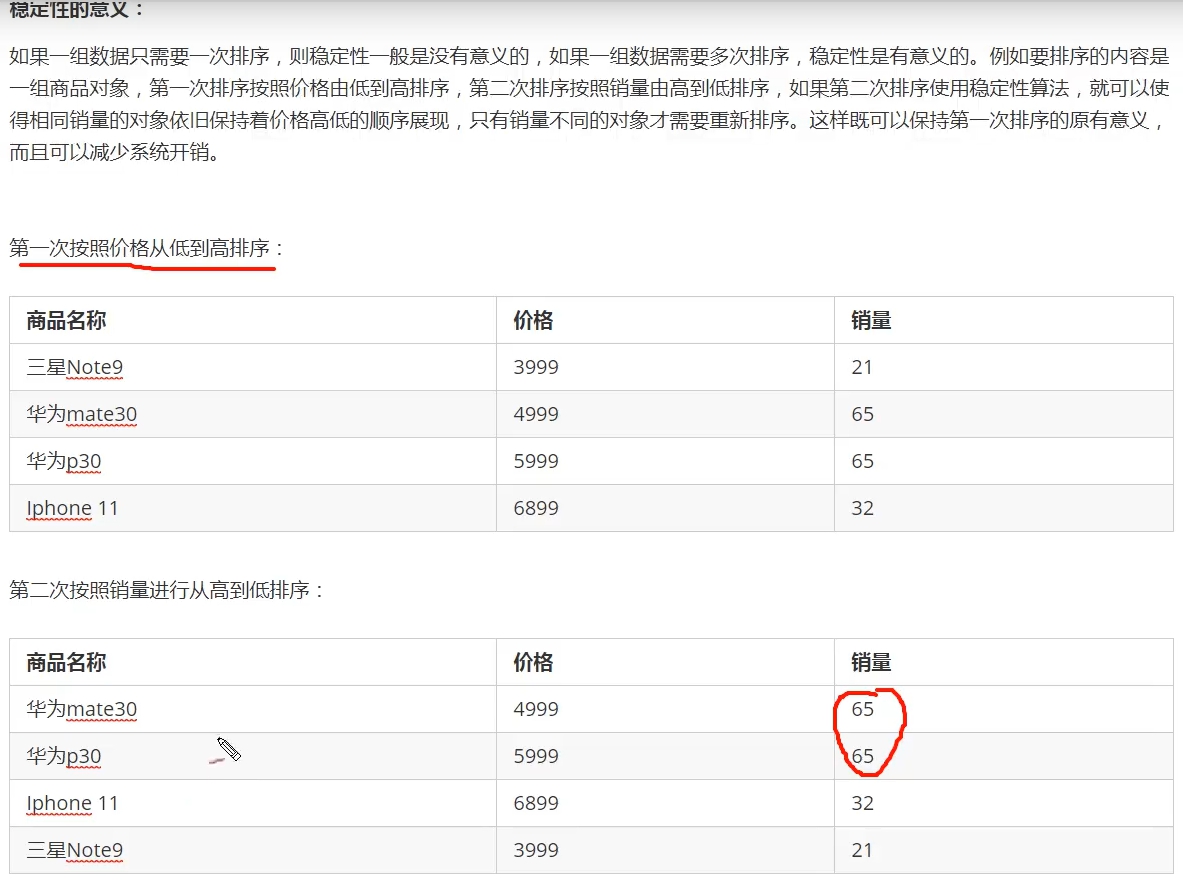 稳定性的意义：
如果一组数据只需要一次排序，则稳定性一般是没有意义的，如果一组数据需要多次排序，稳定性是有意义的。例如要排序的内容是
一组商品对象，第一次排序按照价格由低到高排序，第二次排序按照销量由高到低排序，如果第二次排序使用稳定性算法，就可以使
得相同销量的对象依旧保持着价格高低的顺序展现，只有销量不同的对象才需要重新排序。这样既可以保持第一次排序的原有意义，
而且可以减少系统开销。
第一次按照价格从低到高排序：
商品名称 价格 销量
三星Note9 3999 21
华为mate30 4999 65
华为p30 5999 65
Iphone 11 6899 32
第二次按照销量进行从高到低排序：
商品名称 价格 销量
华为mate30 4999 65
华为p30 5999 65
Iphone 11 6899 32
三星Note9 3999 21